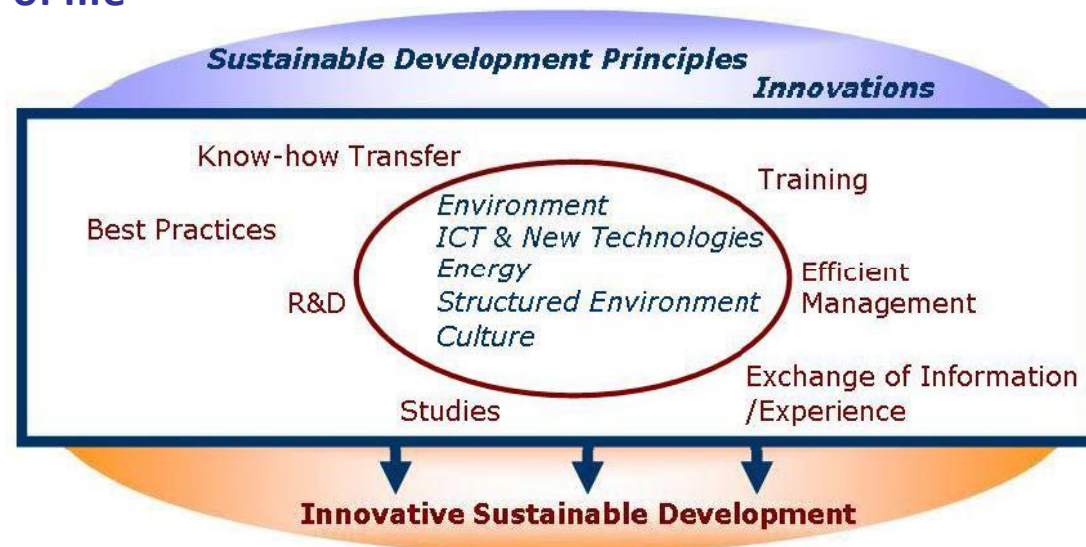 Sustainable Development Principles
Innovations
Know-how Transfer
Training
Best Practices
Environment
ICT & New Technologies
Energy
Structured Environment
Culture
R&D
Efficient
Management
Studies
Exchange of Information
/Experience
Innovative Sustainable Development